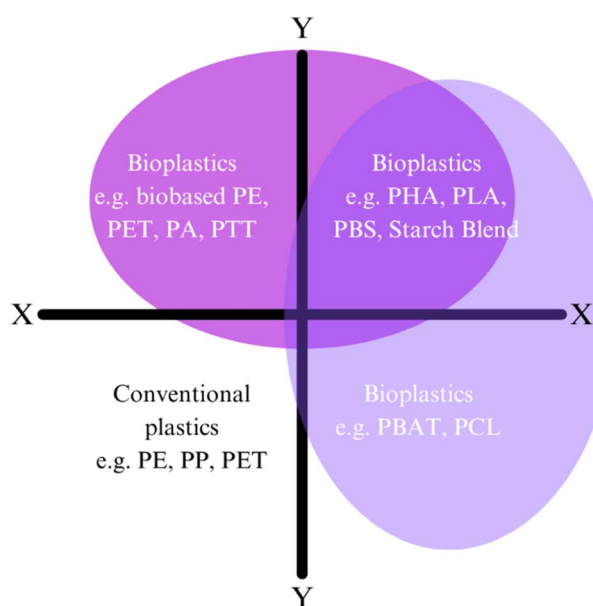 Y
Bioplastics
e.g. biobased PE,
PET, PA, PTT
Bioplastics
e.g. PHA, PLA,
PBS, Starch Blend
X
X
Conventional
plastics
e.g. PE, PP, PET
Bioplastics
e.g. PBAT, PCL
Y